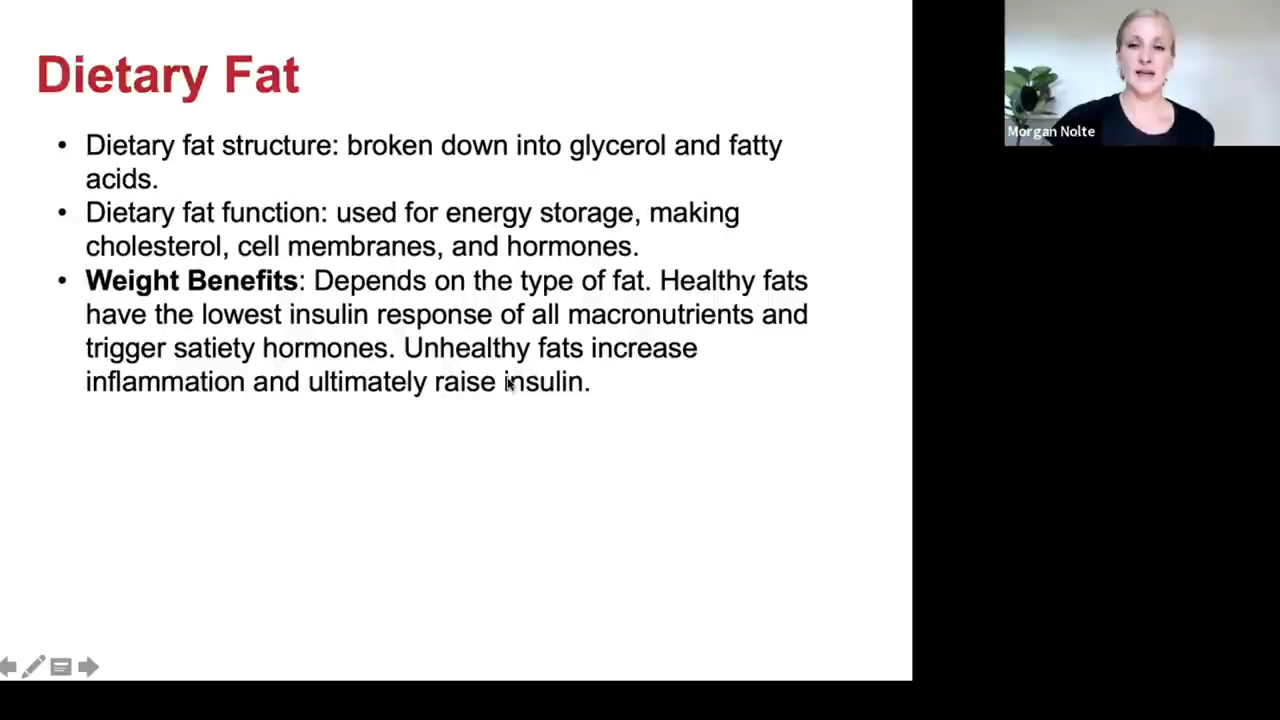 Dietary Fat
• Dietary fat structure: broken down into glycerol and fatty
acids.
• Dietary fat function: used for energy storage, making
cholesterol, cell membranes, and hormones.
• Weight Benefits: Depends on the type of fat. Healthy fats
have the lowest insulin response of all macronutrients and
trigger satiety hormones. Unhealthy fats increase
inflammation and ultimately raise insulin.
Morgan Nolte